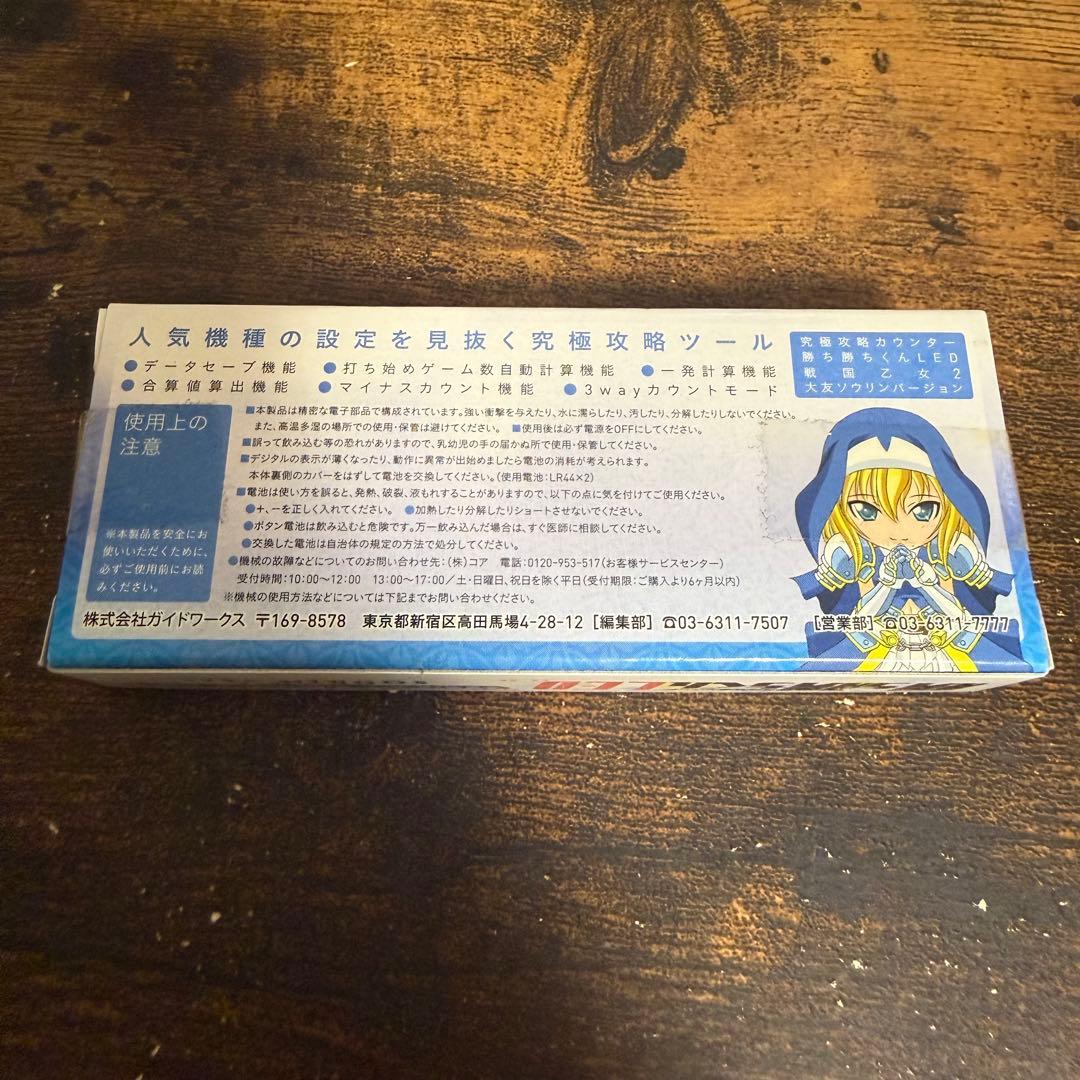 人気機種の設定を見抜く究極攻略ツール
●データセーブ機能 ●打ち始めゲーム数自動計算機能 ●一発計算機能
●合算値算出機能 ●マイナスカウント機能 ●3wayカウントモード
究極攻略カウンター
勝ち勝ちくんLED
戦国乙女2
大友ソウリンバージョン
使用上の
注意
※本製品を安全にお
使いいただくために、
必ずご使用前にお読
みください。
■本製品は精密な電子部品で構成されています。強い衝撃を与えたり、水に濡らしたり、汚したり、分解したりしないでください。
また、高温多湿の場所での使用・保管は避けてください。 ■使用後は必ず電源をOFFにしてください。
■誤って飲み込む等の恐れがありますので、乳幼児の手の届かぬ所で使用・保管してください。
■デジタルの表示が薄くなったり、動作に異常が出始めましたら電池の消耗が考えられます。
本体裏側のカバーをはずして電池を交換してください。(使用電池:LR44×2)
■電池は使い方を誤ると、発熱、破裂、液もれすることがありますので、以下の点に気を付けてご使用ください。
●+、-を正しく入れてください。 ●加熱したり分解したりショートさせないでください。
●ボタン電池は飲み込むと危険です。万一飲み込んだ場合は、すぐ医師に相談してください。
●交換した電池は自治体の規定の方法で処分してください。
●機械の故障などについてのお問い合わせ先:(株)コア 電話:0120-953-517(お客様サービスセンター)
受付時間:10:00〜12:00 13:00〜17:00/土・日曜日、祝日を除く平日(受付期限:ご購入より6ヶ月以内)
※機械の使用方法などについては下記までお問い合わせください。
株式会社ガイドワークス 〒169-8578 東京都新宿区高田馬場4-28-12 [編集部] ☎03-6311-7507 [営業部] ☎03-6311-7777